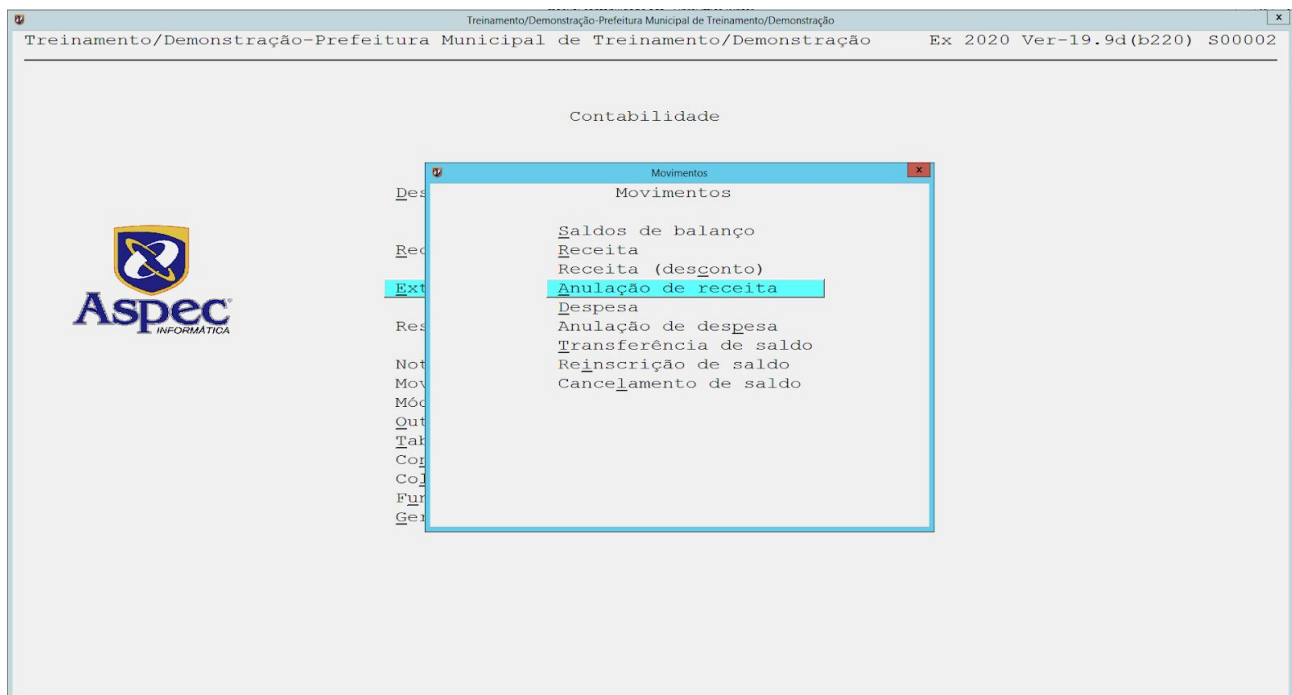 Treinamento/Demonstração-Prefeitura Municipal de Treinamento/Demonstração
x
Treinamento/Demonstração-Prefeitura Municipal de Treinamento/Demonstração Ex 2020 Ver-19.9d(b220) S00002
Contabilidade
Movimentos
x
Movimentos
Des
Saldos de balanço
Rec
Receita
Receita (desconto)
Ext
Anulação de receita
Despesa
Res
Anulação de despesa
Transferência de saldo
Not
Reinscrição de saldo
Mov
Cancelamento de saldo
Mód
Out
Tab
Con
Col
Fun
Ger
Aspec
INFORMÁTICA